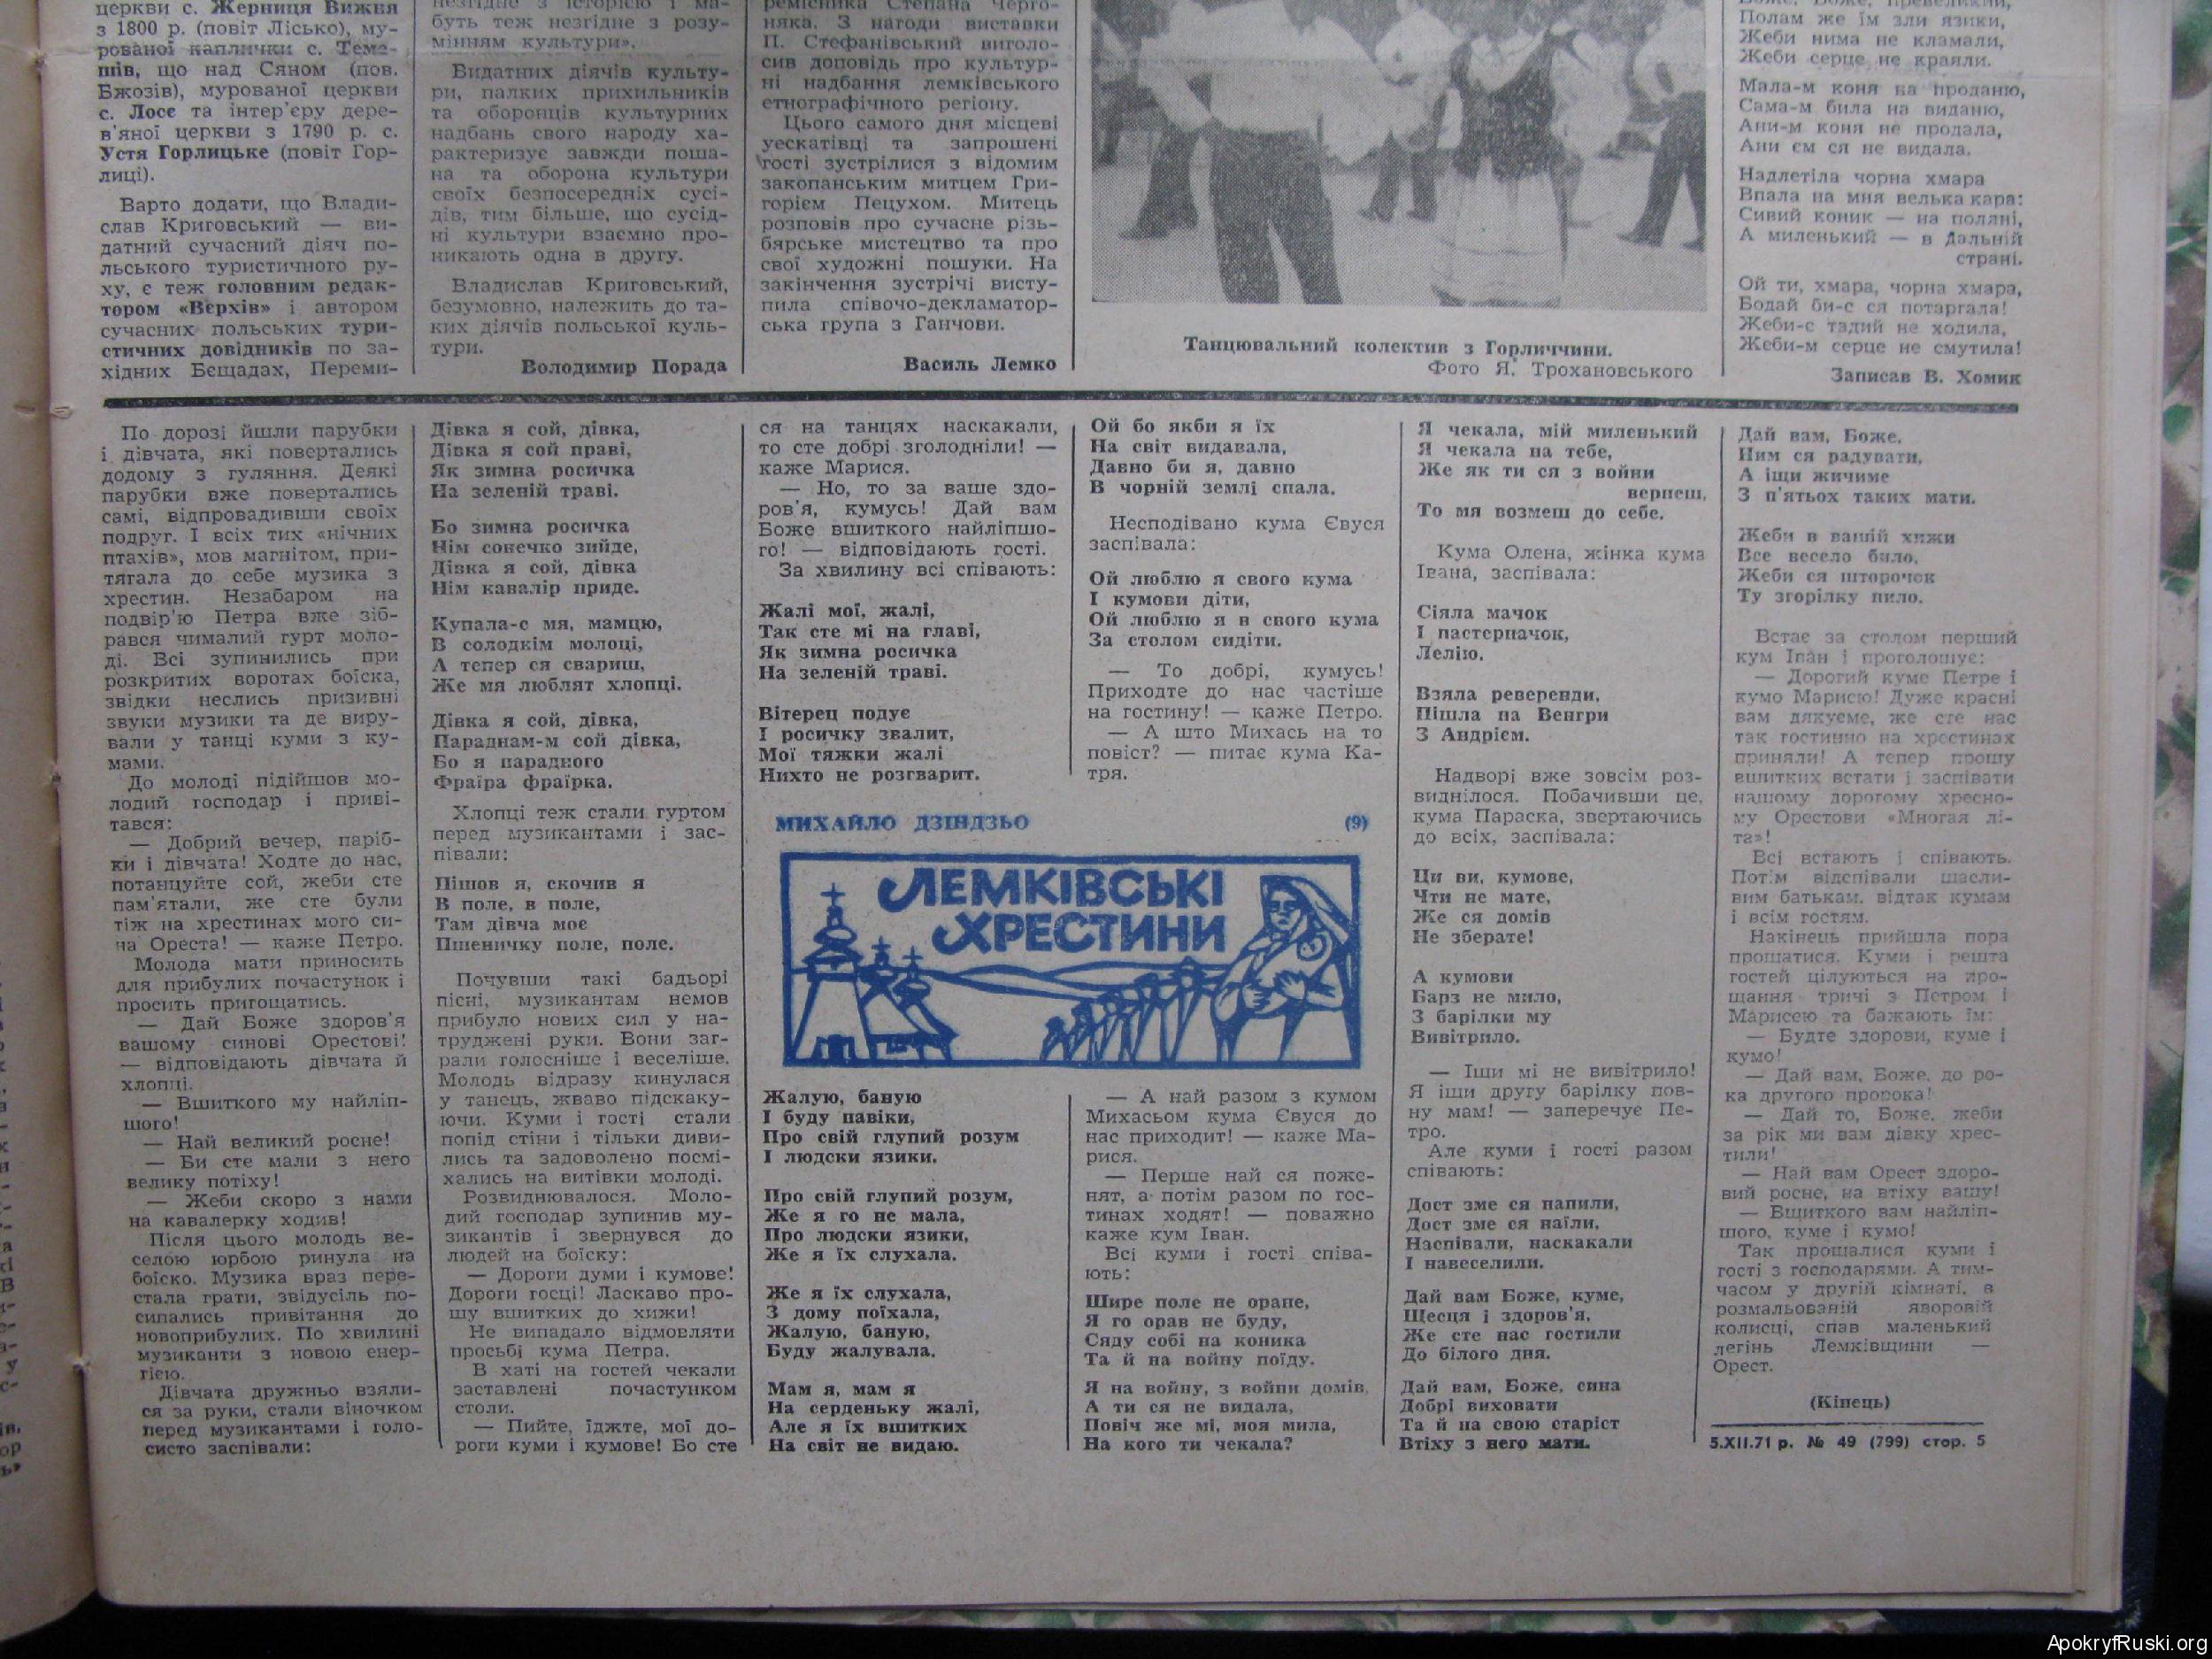 церкви с. Жерниця Вижня
з 1800 р. (повіт Лісько), му-
рованої каплички с. Теме-
шів, що над Сяном (пов.
Бжозів), мурованої церкви
с. Лосє та інтер'єру дере-
в'яної церкви з 1790 р. с.
Устя Горлицьке (повіт Гор-
лиці).
Варто додати, що Влади-
слав Криговський — ви-
датний сучасний діяч по-
льського туристичного ру-
ху, є теж головним редак-
тором «Вєрхів» і автором
сучасних польських тури-
стичних довідників по за-
хідних Бещадах, Переми-
незгідне з історією і ма-
буть теж незгідне з розу-
мінням культури».
Видатних діячів культу-
ри, палких прихильників
та оборонців культурних
надбань свого народу ха-
рактеризує завжди поша-
на та оборона культури
своїх безпосередніх сусі-
дів, тим більше, що сусід-
ні культури взаємно про-
никають одна в другу.
Владислав Криговський,
безумовно, належить до та-
ких діячів польської куль-
тури.
Володимир Порада
ремісника Степана Черго-
няка. З нагоди виставки
П. Стефанівський виголо-
сив доповідь про культур-
ні надбання лемківського
етнографічного регіону.
Цього самого дня місцеві
уескатівці та запрошені
гості зустрілися з відомим
закопанським митцем Гри-
горієм Пецухом. Митець
розповів про сучасне різь-
бярське мистецтво та про
свої художні пошуки. На
закінчення зустрічі висту-
пила співочо-декламатор-
ська група з Ганчови.
Василь Лемко
Танцювальний колектив з Горличчини.
Фото Я. Трохановського
Боже, Боже, превеликий,
Полам же їм зли язики,
Жеби нима не кламали,
Жеби серце не краяли.
Мала-м коня на проданю,
Сама-м била на виданю,
Ани-м коня не продала,
Ани єм ся не видала.
Надлетіла чорна хмара
Впала на мня велька кара:
Сивий коник — на поляні,
А миленький — в дальній
страні.
Ой ти, хмара, чорна хмара,
Бодай би-с ся потаргала!
Жеби-с тадий не ходила,
Жеби-м серце не смутила!
Записав В. Хомик
По дорозі йшли парубки
і дівчата, які повертались
додому з гуляння. Деякі
парубки вже повертались
самі, відпровадивши своїх
подруг. І всіх тих «нічних
птахів», мов магнітом, при-
тягала до себе музика з
хрестин. Незабаром на
подвір'ю Петра вже зіб-
рався чималий гурт моло-
ді. Всі зупинились при
розкритих воротах боїска,
звідки неслись призивні
звуки музики та де виру-
вали у танці куми з ку-
мами.
До молоді підійшов мо-
лодий господар і приві-
тався:
— Добрий вечер, паріб-
ки і дівчата! Ходте до нас,
потанцуйте сой, жеби сте
пам'ятали, же сте були
тіж на хрестинах мого си-
на Ореста! — каже Петро.
Молода мати приносить
для прибулих почастунок і
просить пригощатись.
— Дай Боже здоров'я
вашому синові Орестові!
— відповідають дівчата й
хлопці.
— Вшиткого му найліп-
шого!
— Най великий росне!
— Би сте мали з него
велику потіху!
— Жеби скоро з нами
на кавалерку ходив!
Після цього молодь ве-
селою юрбою ринула на
боїско. Музика враз пере-
стала грати, звідусіль по-
сипались привітання до
новоприбулих. По хвилині
музиканти з новою енер-
гією.
Дівчата дружньо взяли-
ся за руки, стали віночком
перед музикантами і голо-
систо заспівали:
Дівка я сой, дівка,
Дівка я сой праві,
Як зимна росичка
На зеленій траві.
Бо зимна росичка
Нім сонечко зийде,
Дівка я сой, дівка
Нім кавалір приде.
Купала-с мя, мамцю,
В солодкім молоці,
А тепер ся свариш,
Же мя люблят хлопці.
Дівка я сой, дівка,
Параднам-м сой дівка,
Бо я парадного
Фраїра фраїрка.
Хлопці теж стали гуртом
перед музикантами і зас-
півали:
Пішов я, скочив я
В поле, в поле,
Там дівча моє
Пшеничку поле, поле.
Почувши такі бадьорі
пісні, музикантам немов
прибуло нових сил у на-
труджені руки. Вони заг-
рали голосніше і веселіше.
Молодь відразу кинулася
у танець, жваво підскаку-
ючи. Куми і гості стали
попід стіни і тільки диви-
лись та задоволено посмі-
хались на витівки молоді.
Розвиднювалося. Моло-
дий господар зупинив му-
зикантів і звернувся до
людей на боїску:
— Дороги думи і кумове!
Дороги госці! Ласкаво про-
шу вшитких до хижи!
Не випадало відмовляти
просьбі кума Петра.
В хаті на гостей чекали
заставлені почастунком
столи.
— Пийте, їджте, мої до-
роги куми і кумове! Бо сте
ся на танцях наскакали,
то сте добрі зголодніли! —
каже Марися.
— Но, то за ваше здо-
ров'я, кумусь! Дай вам
Боже вшиткого найліпшо-
го! — відповідають гості.
За хвилину всі співають:
Жалі мої, жалі,
Так сте мі на главі,
Як зимна росичка
На зеленій траві.
Вітерец подує
І росичку звалит,
Мої тяжки жалі
Нихто не розгварит.
Ой бо якби я їх
На світ видавала,
Давно би я, давно
В чорній землі спала.
Несподівано кума Євуся
заспівала:
Ой люблю я свого кума
І кумови діти,
Ой люблю я в свого кума
За столом сидіти.
— То добрі, кумусь!
Приходте до нас частіше
на гостину! — каже Петро.
— А што Михась на то
повіст? — питає кума Ка-
тря.
МИХАЙЛО ДЗІНДЗЬО (9)
ЛЕМКІВСЬКІ
ХРЕСТИНИ
Жалую, баную
І буду навіки,
Про свій глупий розум
І людски язики.
Про свій глупий розум,
Же я го не мала,
Про людски язики,
Же я їх слухала.
Же я їх слухала,
З дому поїхала,
Жалую, баную,
Буду жалувала.
Мам я, мам я
На серденьку жалі,
Але я їх вшитких
На світ не видаю.
— А най разом з кумом
Михасьом кума Євуся до
нас приходит! — каже Ма-
рися.
— Перше най ся поже-
нят, а потім разом по гос-
тинах ходят! — поважно
каже кум Іван.
Всі куми і гості співа-
ють:
Шире поле не оране,
Я го орав не буду,
Сяду собі на коника
Та й на войну поїду.
Я на войну, з войни домів,
А ти ся не видала,
Повіч же мі, моя мила,
На кого ти чекала?
Я чекала, мій миленький
Я чекала на тебе,
Же як ти ся з войни
вернеш,
То мя возмеш до себе.
Кума Олена, жінка кума
Івана, заспівала:
Сіяла мачок
І пастерначок,
Лелію,
Взяла реверенди,
Пішла на Венгри
З Андрієм.
Надворі вже зовсім роз-
виднілося. Побачивши це,
кума Параска, звертаючись
до всіх, заспівала:
Ци ви, кумове,
Чти не мате,
Же ся домів
Не зберате!
А кумови
Барз не мило,
З барілки му
Вивітрило.
— Іши мі не вивітрило!
Я іши другу барілку пов-
ну мам! — заперечує Пе-
тро.
Але куми і гості разом
співають:
Дост зме ся напили,
Дост зме ся наїли,
Наспівали, наскакали
І навеселили.
Дай вам Боже, куме,
Щесця і здоров'я,
Же сте нас гостили
До білого дня.
Дай вам, Боже, сина
Добрі виховати
Та й на свою старіст
Втіху з него мати.
Дай вам, Боже,
Ним ся радувати,
А іщи жичиме
З п'ятьох таких мати.
Жеби в вашій хижи
Все весело било,
Жеби ся шторочок
Ту згорілку пило.
Встає за столом перший
кум Іван і проголошує:
— Дорогий куме Петре і
кумо Марисю! Дуже красні
вам дякуєме, же сте нас
так гостинно на хрестинах
приняли! А тепер прошу
вшитких встати і заспівати
нашому дорогому хресно-
му Орестови «Многая лі-
та»!
Всі встають і співають.
Потім відспівали щасли-
вим батькам, відтак кумам
і всім гостям.
Накінець прийшла пора
прощатися. Куми і решта
гостей цілуються на про-
щання тричі з Петром і
Марисею та бажають їм:
— Будте здорови, куме і
кумо!
— Дай вам, Боже, до ро-
ка другого пророка!
— Дай то, Боже, жеби
за рік ми вам дівку хрес-
тили!
— Най вам Орест здоро-
вий росне, на втіху вашу!
— Вщиткого вам найліп-
шого, куме і кумо!
Так прощалися куми і
гості з господарями. А тим-
часом у другій кімнаті, в
розмальованій яворовій
колисці, спав маленький
легінь Лемківщини —
Орест.
(Кінець)
5.XII.71 р. № 49 (799) стор. 5
ApokryfRuski.org